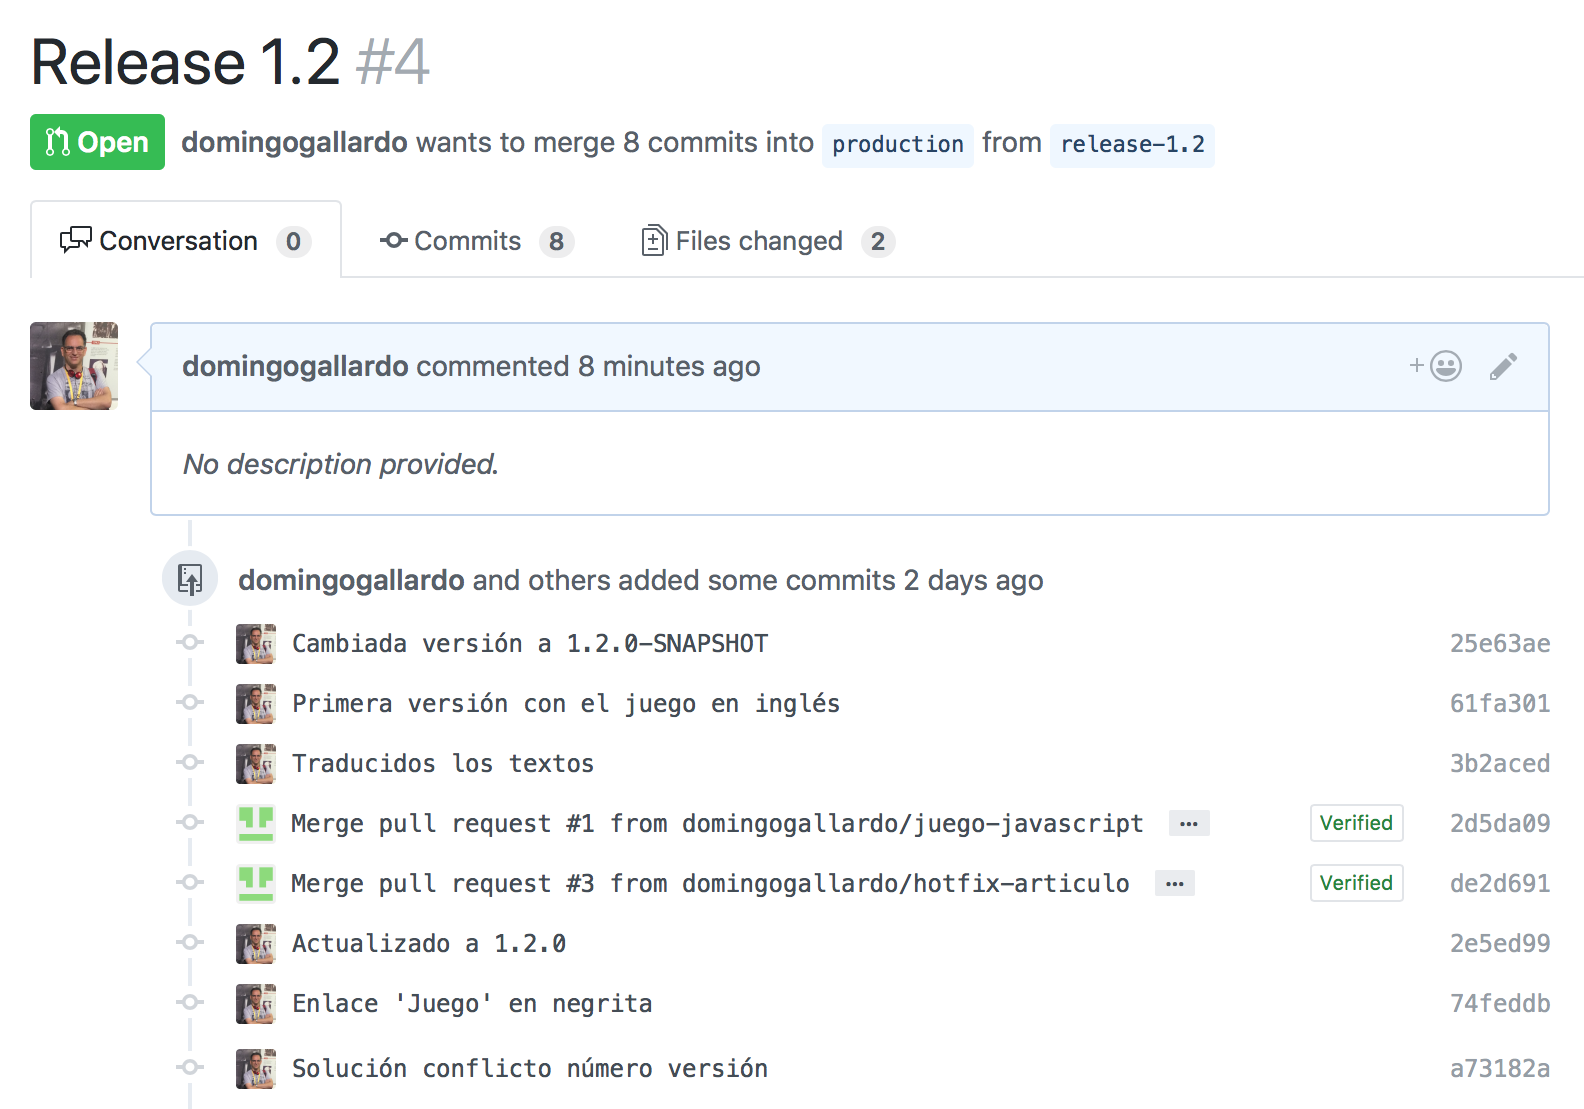 Release 1.2 #4
Open domingogallardo wants to merge 8 commits into production from release-1.2
Conversation 0 Commits 8 Files changed 2
domingogallardo commented 8 minutes ago
No description provided.
domingogallardo and others added some commits 2 days ago
Cambiada versión a 1.2.0-SNAPSHOT 25e63ae
Primera versión con el juego en inglés 61fa301
Traducidos los textos 3b2aced
Merge pull request #1 from domingogallardo/juego-javascript ... Verified 2d5da09
Merge pull request #3 from domingogallardo/hotfix-articulo ... Verified de2d691
Actualizado a 1.2.0 2e5ed99
Enlace 'Juego' en negrita 74feddb
Solución conflicto número versión a73182a